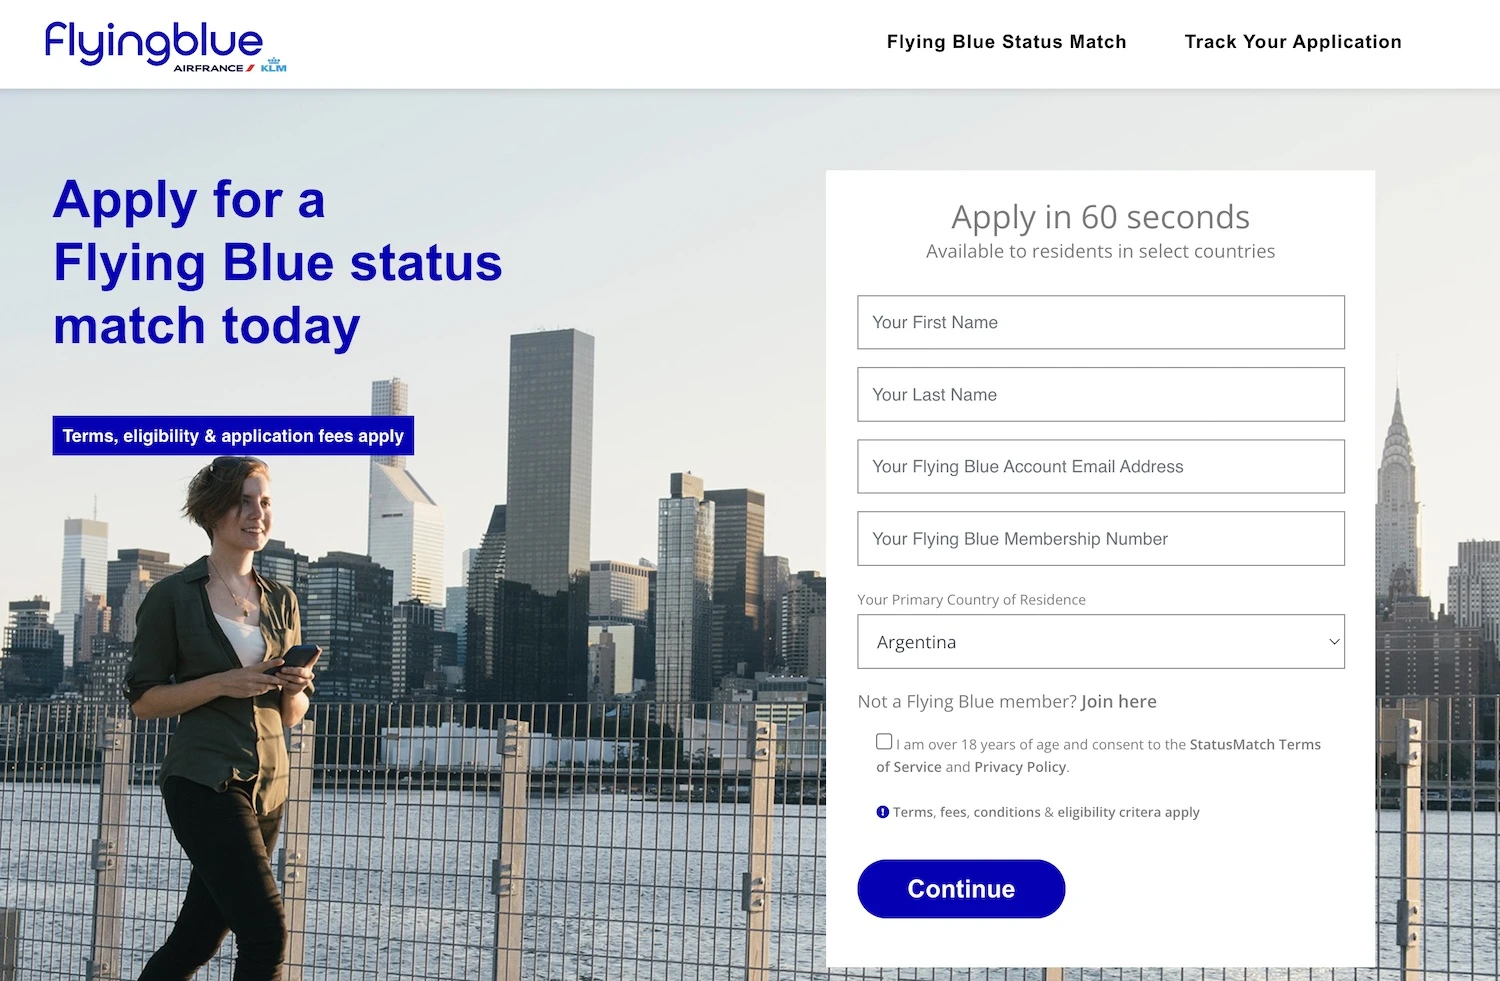 Flyingblue
AIRFRANCE KLM
Flying Blue Status Match
Track Your Application
Apply for a
Flying Blue status
match today
Terms, eligibility & application fees apply
Apply in 60 seconds
Available to residents in select countries
Your First Name
Your Last Name
Your Flying Blue Account Email Address
Your Flying Blue Membership Number
Your Primary Country of Residence
Argentina
Not a Flying Blue member? Join here
I am over 18 years of age and consent to the StatusMatch Terms
of Service and Privacy Policy.
Terms, fees, conditions & eligibility critera apply
Continue